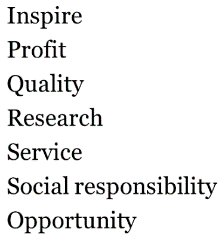 Inspire
Profit
Quality
Research
Service
Social responsibility
Opportunity